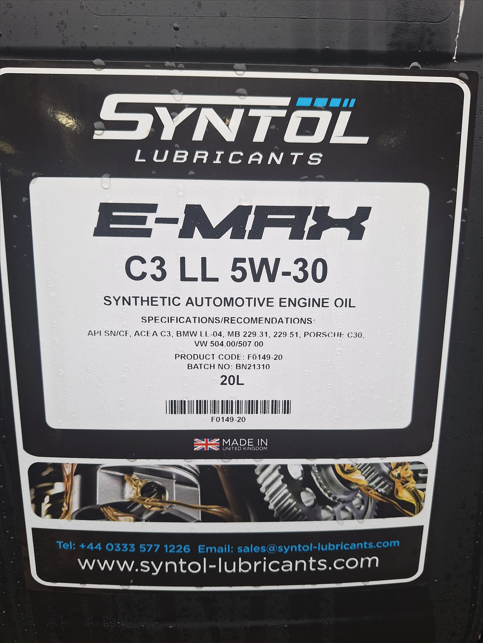 SYNTOL
LUBRICANTS
E-MAX
C3 LL 5W-30
SYNTHETIC AUTOMOTIVE ENGINE OIL
SPECIFICATIONS/RECOMENDATIONS:
API SN/CF, ACEA C3, BMW LL-04, MB 229.31, 229.51, PORSCHE C30,
VW 504.00/507 00
PRODUCT CODE: F0149-20
BATCH NO: BN21310
20L
F0149-20
MADE IN
UNITED KINGDOM
Tel: +44 0333 577 1226 Email: sales@syntol-lubricants.com
www.syntol-lubricants.com